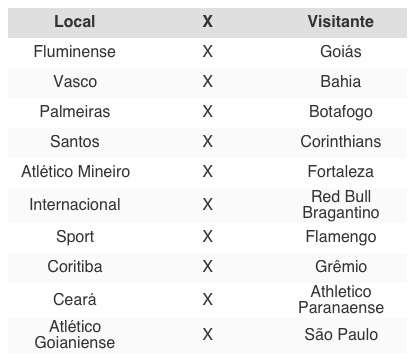 Local X Visitante
Fluminense X Goiás
Vasco X Bahia
Palmeiras X Botafogo
Santos X Corinthians
Atlético Mineiro X Fortaleza
Internacional X Red Bull
Bragantino
Sport X Flamengo
Coritiba X Grêmio
Ceará X Athletico
Paranaense
Atlético
Goianiense X São Paulo